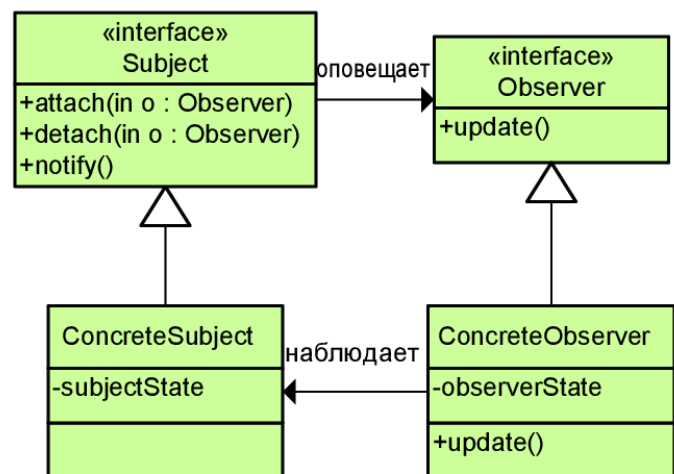 «interface»
Subject
+attach(in o : Observer)
+detach(in o : Observer)
+notify()
оповещает
«interface»
Observer
+update()
ConcreteSubject
-subjectState
наблюдает
ConcreteObserver
-observerState
+update()